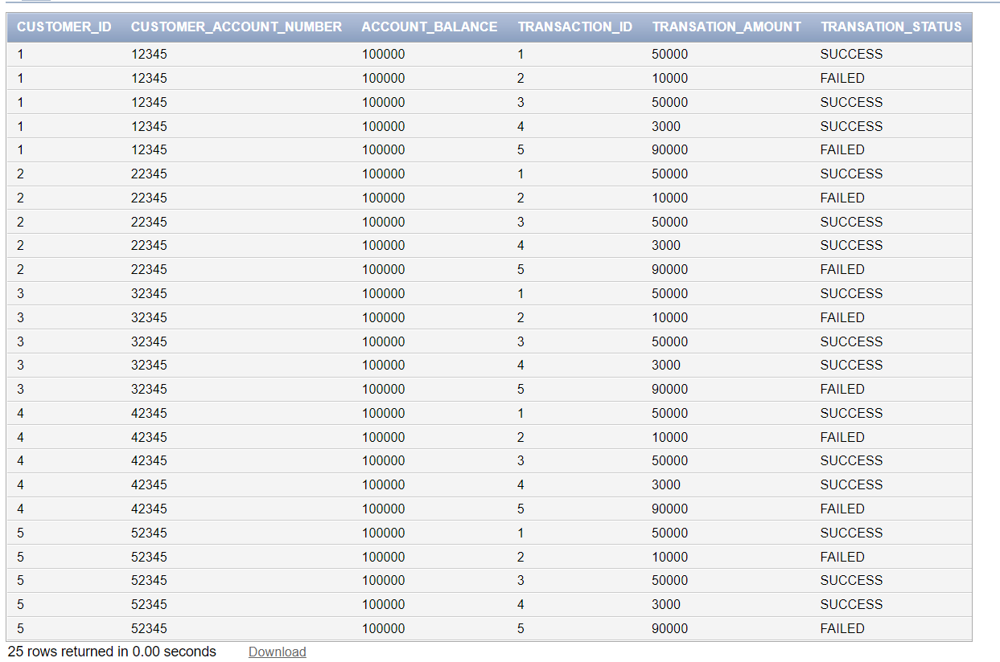 CUSTOMER_ID CUSTOMER_ACCOUNT_NUMBER ACCOUNT_BALANCE TRANSACTION_ID TRANSATION_AMOUNT TRANSATION_STATUS
1 12345 100000 1 50000 SUCCESS
1 12345 100000 2 10000 FAILED
1 12345 100000 3 50000 SUCCESS
1 12345 100000 4 3000 SUCCESS
1 12345 100000 5 90000 FAILED
2 22345 100000 1 50000 SUCCESS
2 22345 100000 2 10000 FAILED
2 22345 100000 3 50000 SUCCESS
2 22345 100000 4 3000 SUCCESS
2 22345 100000 5 90000 FAILED
3 32345 100000 1 50000 SUCCESS
3 32345 100000 2 10000 FAILED
3 32345 100000 3 50000 SUCCESS
3 32345 100000 4 3000 SUCCESS
3 32345 100000 5 90000 FAILED
4 42345 100000 1 50000 SUCCESS
4 42345 100000 2 10000 FAILED
4 42345 100000 3 50000 SUCCESS
4 42345 100000 4 3000 SUCCESS
4 42345 100000 5 90000 FAILED
5 52345 100000 1 50000 SUCCESS
5 52345 100000 2 10000 FAILED
5 52345 100000 3 50000 SUCCESS
5 52345 100000 4 3000 SUCCESS
5 52345 100000 5 90000 FAILED
25 rows returned in 0.00 seconds Download